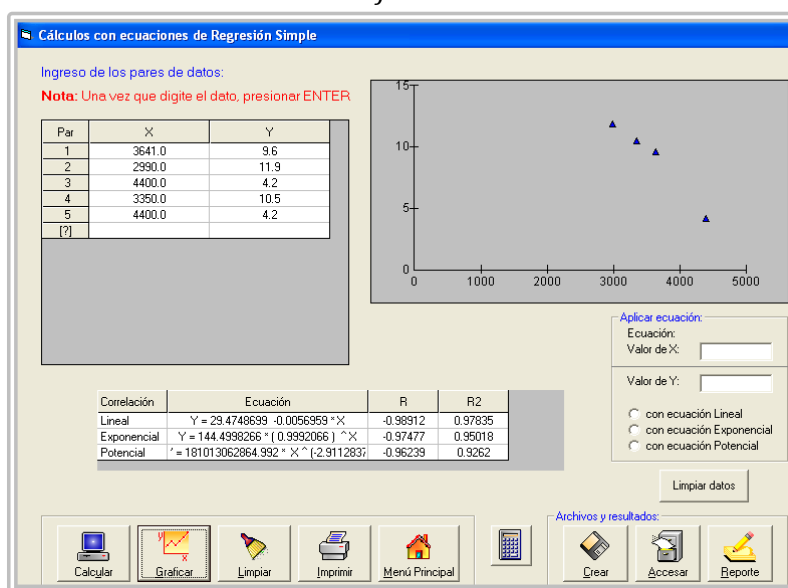 Cálculos con ecuaciones de Regresión Simple
Ingreso de los pares de datos:
Nota: Una vez que digite el dato, presionar ENTER
Par X Y
1 3641.0 9.6
2 2990.0 11.9
3 4400.0 4.2
4 3350.0 10.5
5 4400.0 4.2
[?]
15
10
5
0
0 1000 2000 3000 4000 5000
Aplicar ecuación:
Ecuación:
Valor de X:
Valor de Y:
con ecuación Lineal
con ecuación Exponencial
con ecuación Potencial
Correlación Ecuación R R2
Lineal Y = 29.4748699 -0.0056959 * X -0.98912 0.97835
Exponencial Y = 144.4998266 * ( 0.9992066 ) ^ X -0.97477 0.95018
Potencial = 181013062864.992 * X ^ (-2.9112837 -0.96239 0.9262
Limpiar datos
Archivos y resultados:
y
x
Calcular Graficar Limpiar Imprimir Menú Principal Crear Accesar Reporte